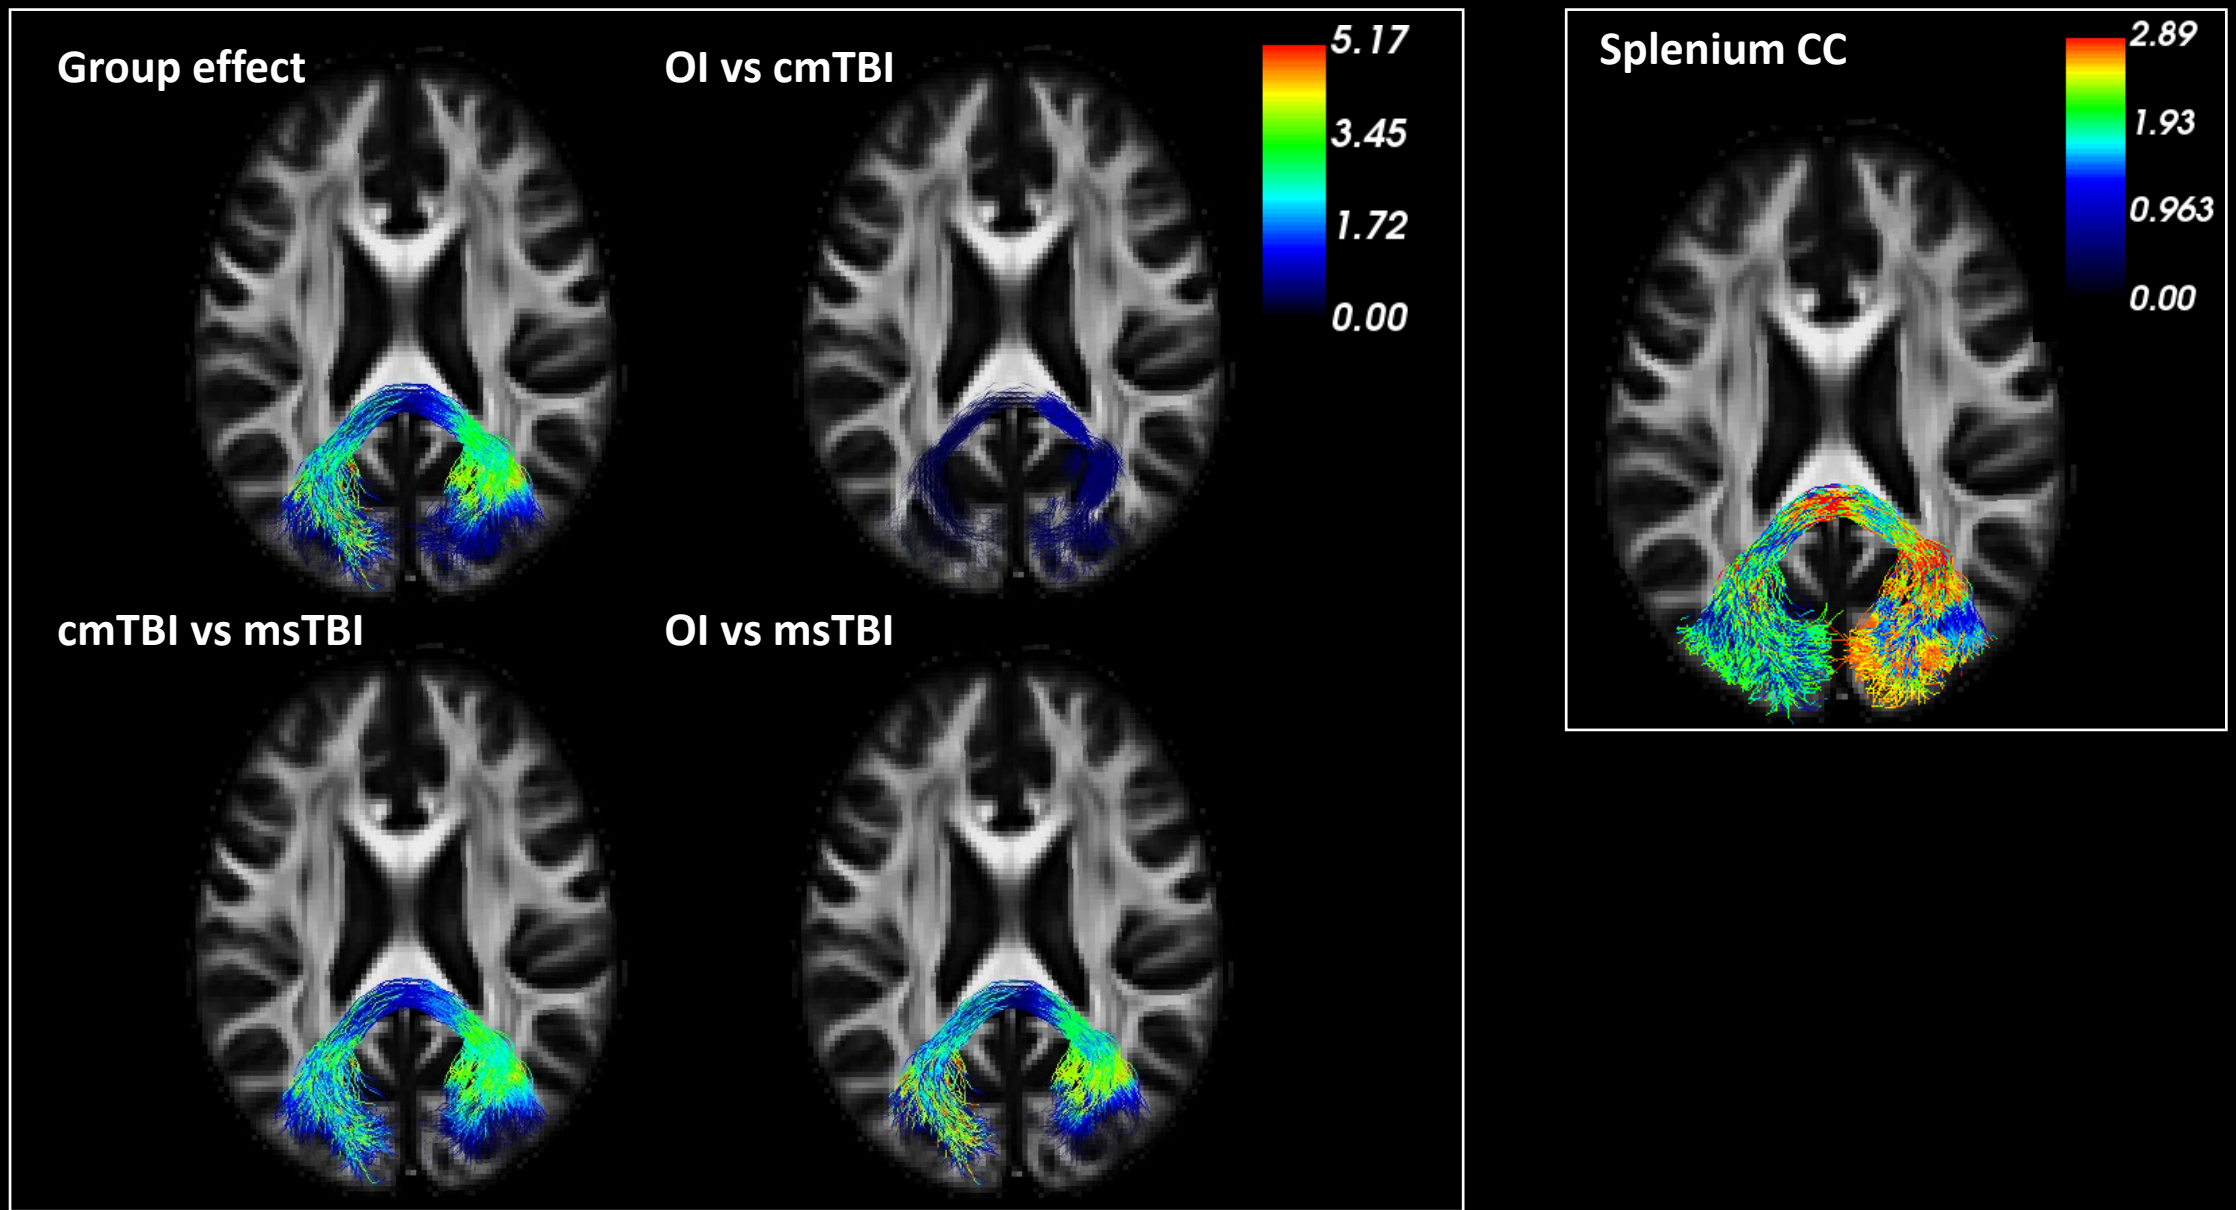 Group effect
OI vs cmTBI
5.17
3.45
1.72
0.00
cmTBI vs msTBI
OI vs msTBI
Splenium CC
2.89
1.93
0.963
0.00